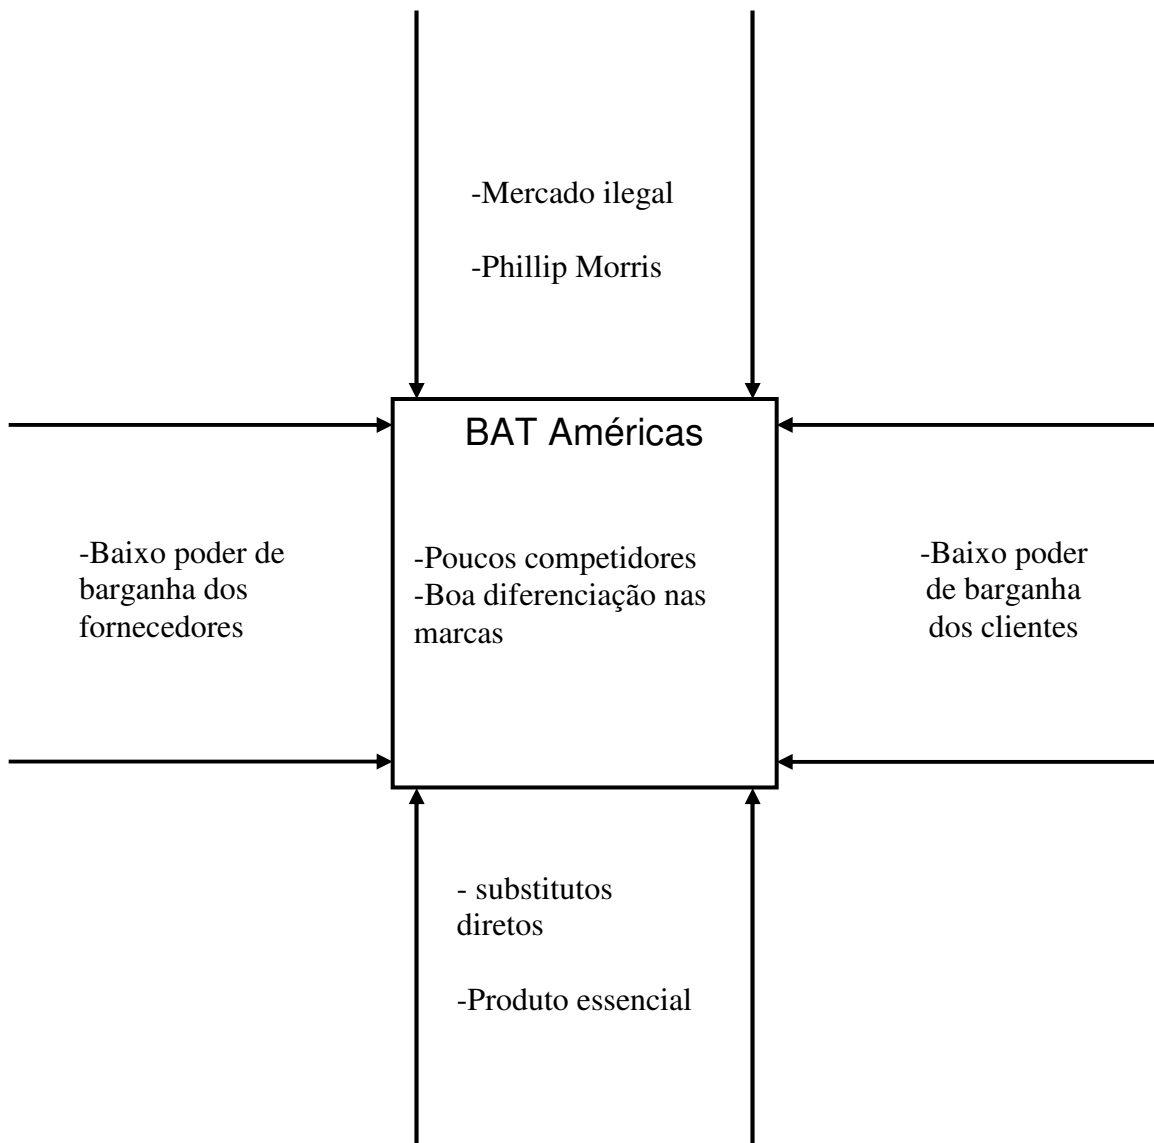 -Mercado ilegal
-Phillip Morris
BAT Américas
-Baixo poder de
barganha dos
fornecedores
-Poucos competidores
-Boa diferenciação nas
marcas
-Baixo poder
de barganha
dos clientes
- substitutos
diretos
-Produto essencial